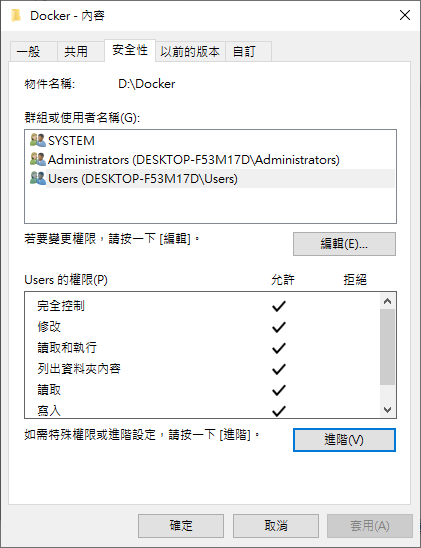 Docker - 內容
一般 共用 安全性 以前的版本 自訂
物件名稱: D:\Docker
群組或使用者名稱(G):
SYSTEM
Administrators (DESKTOP-F53M17D\Administrators)
Users (DESKTOP-F53M17D\Users)
若要變更權限，請按一下 [編輯]。
編輯(E)...
Users 的權限(P) 允許 拒絕
完全控制
修改
讀取和執行
列出資料夾內容
讀取
寫入
如需特殊權限或進階設定，請按一下 [進階]。
進階(V)
確定 取消 套用(A)